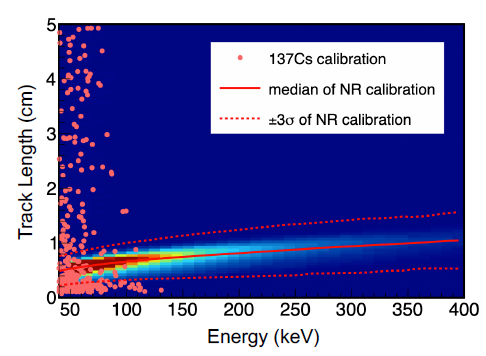 5
4
3
2
1
0
Track Length (cm)
137Cs calibration
median of NR calibration
±3σ of NR calibration
50 100 150 200 250 300 350 400
Energy (keV)